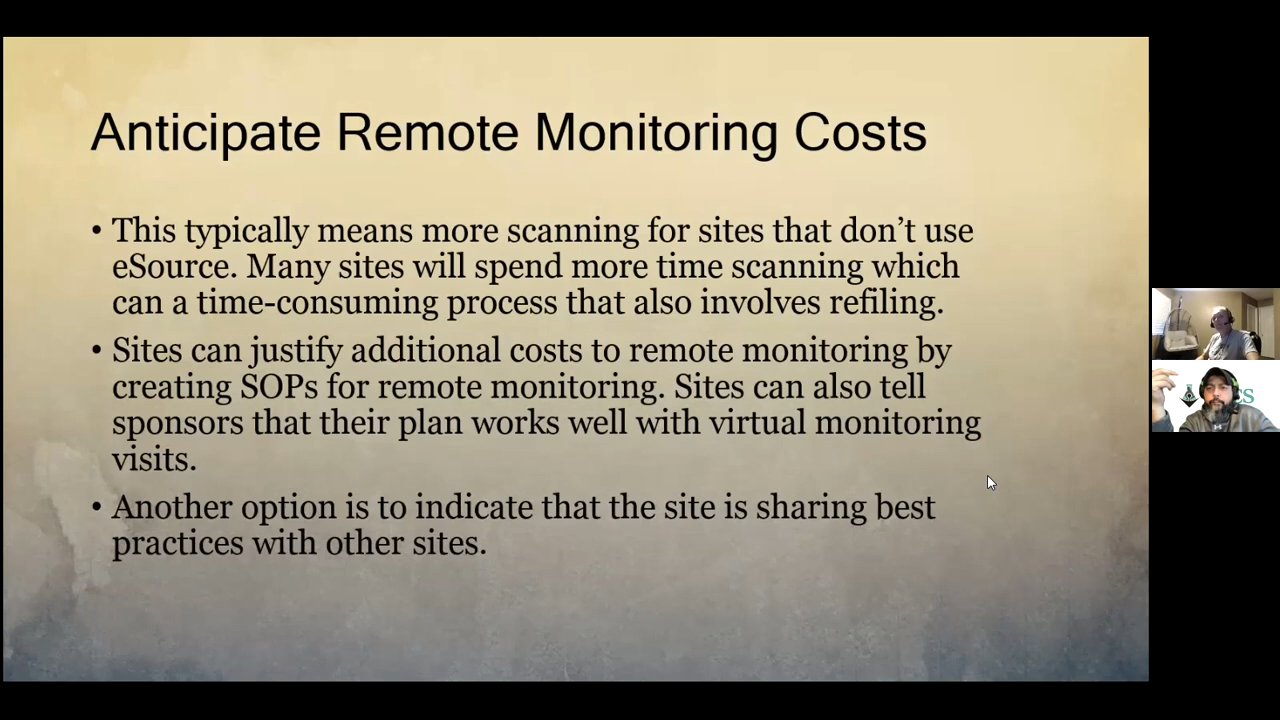 Anticipate Remote Monitoring Costs
• This typically means more scanning for sites that don’t use
eSource. Many sites will spend more time scanning which
can a time-consuming process that also involves refiling.
• Sites can justify additional costs to remote monitoring by
creating SOPs for remote monitoring. Sites can also tell
sponsors that their plan works well with virtual monitoring
visits.
• Another option is to indicate that the site is sharing best
practices with other sites.